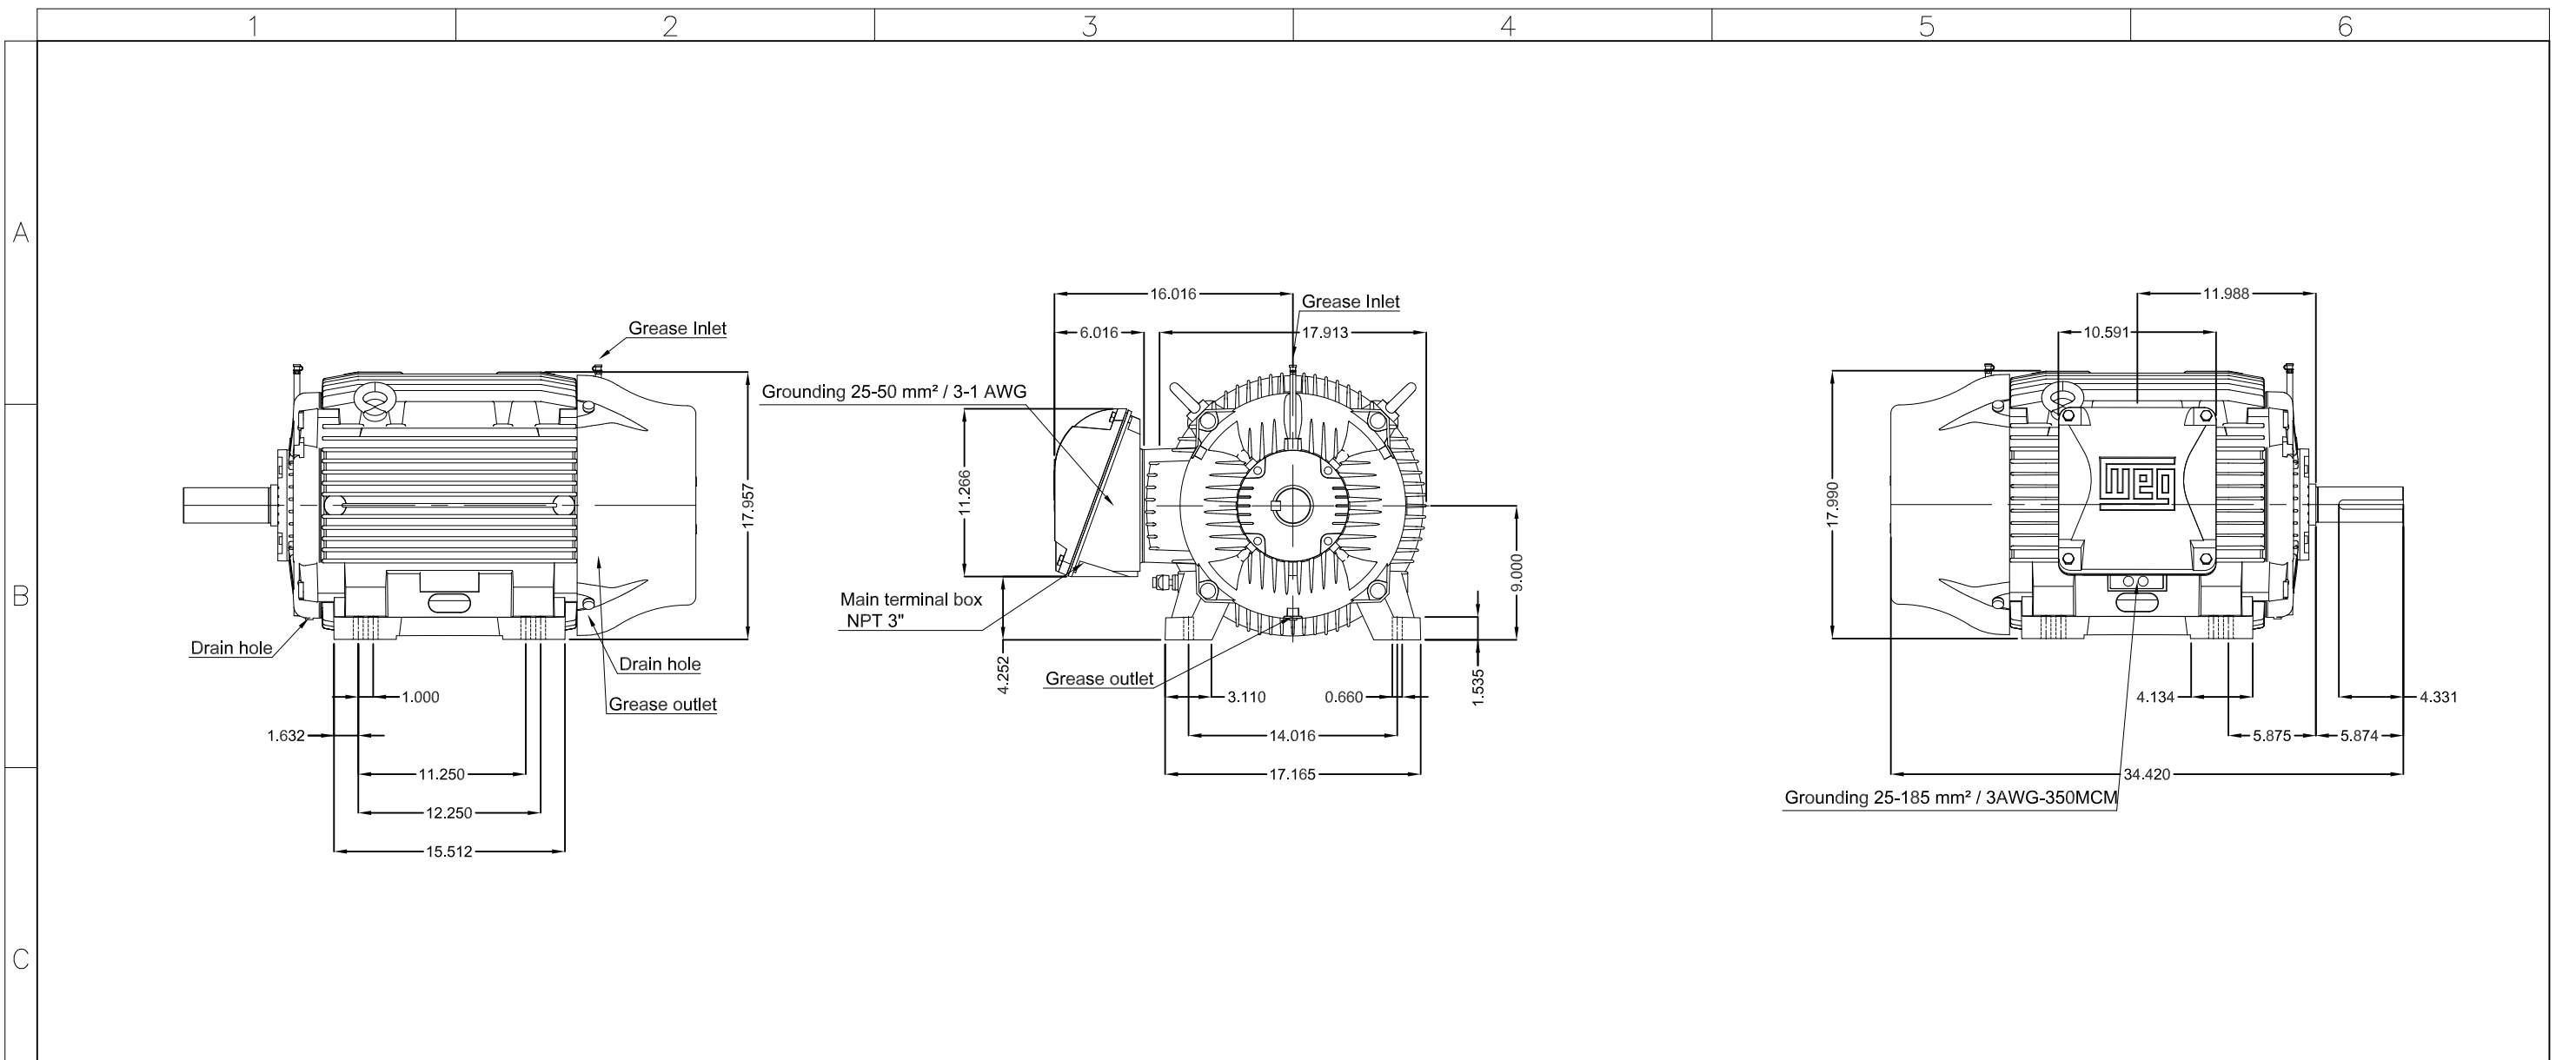 1 2 3 4 5 6
A
B
C
Grease Inlet
17.957
Drain hole
Drain hole
Grease outlet
1.000
1.632
11.250
12.250
15.512
16.016
Grease Inlet
6.016
17.913
Grounding 25-50 mm² / 3-1 AWG
11.266
9.000
Main terminal box
NPT 3"
4.252
Grease outlet
3.110
0.660
1.535
14.016
17.165
11.988
10.591
17.990
weg
4.134
4.331
5.875
5.874
34.420
Grounding 25-185 mm² / 3AWG-350MCM